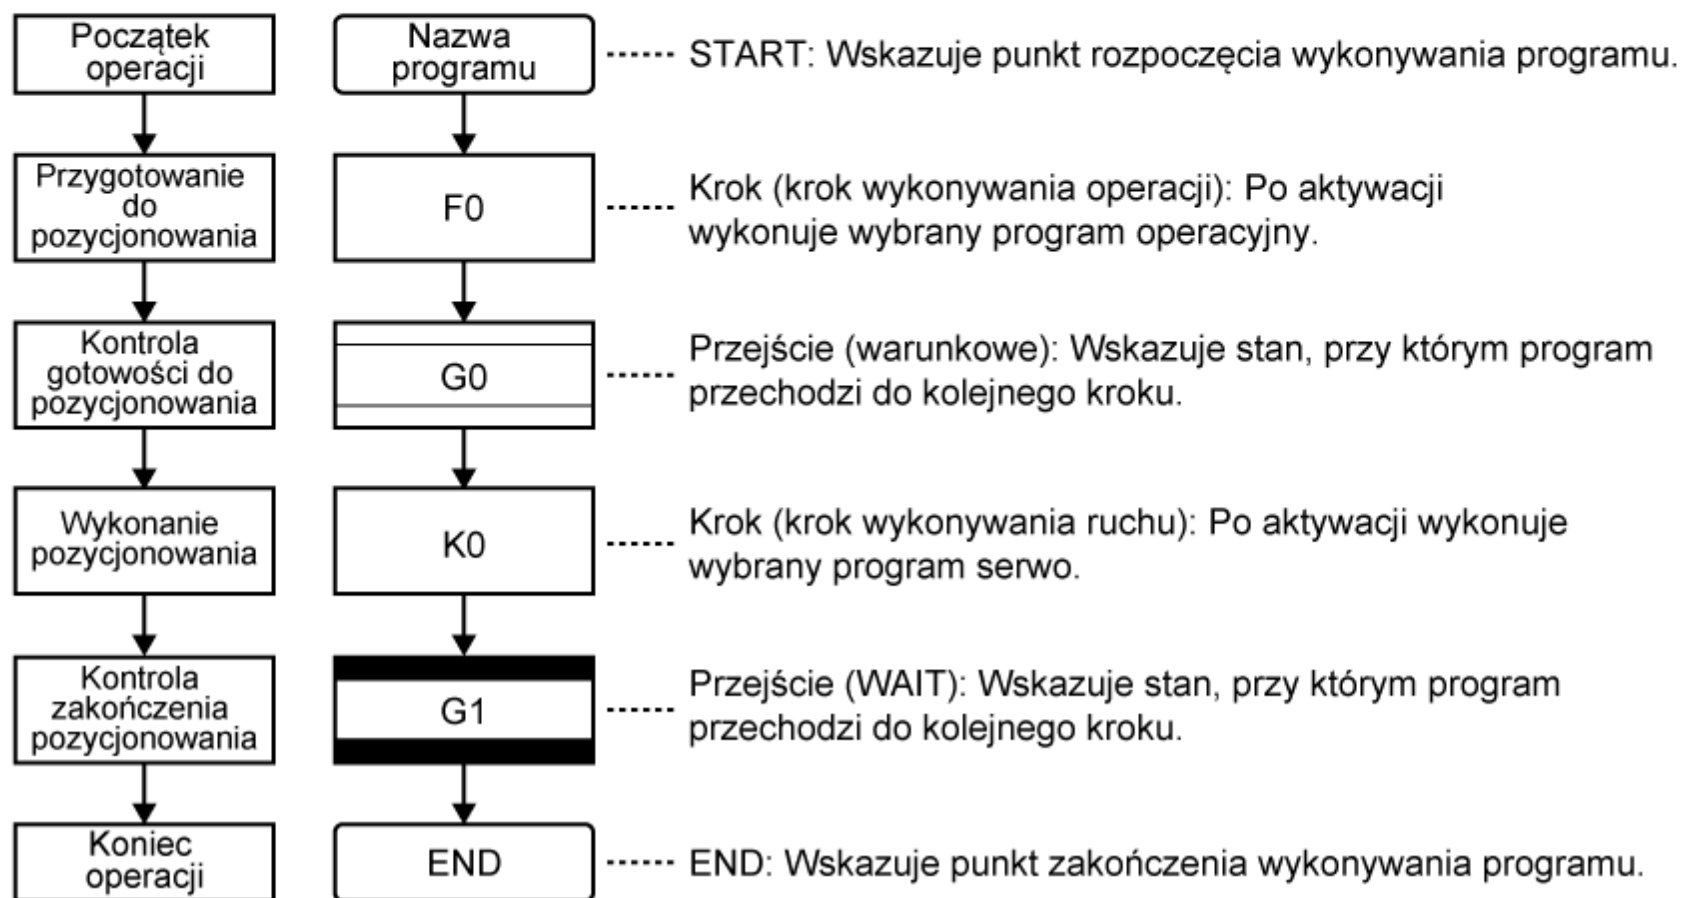 Początek
operacji
Nazwa
programu
START: Wskazuje punkt rozpoczęcia wykonywania programu.
Przygotowanie
do
pozycjonowania
F0
Krok (krok wykonywania operacji): Po aktywacji
wykonuje wybrany program operacyjny.
Kontrola
gotowości do
pozycjonowania
G0
Przejście (warunkowe): Wskazuje stan, przy którym program
przechodzi do kolejnego kroku.
Wykonanie
pozycjonowania
K0
Krok (krok wykonywania ruchu): Po aktywacji wykonuje
wybrany program serwo.
Kontrola
zakończenia
pozycjonowania
G1
Przejście (WAIT): Wskazuje stan, przy którym program
przechodzi do kolejnego kroku.
Koniec
operacji
END
END: Wskazuje punkt zakończenia wykonywania programu.